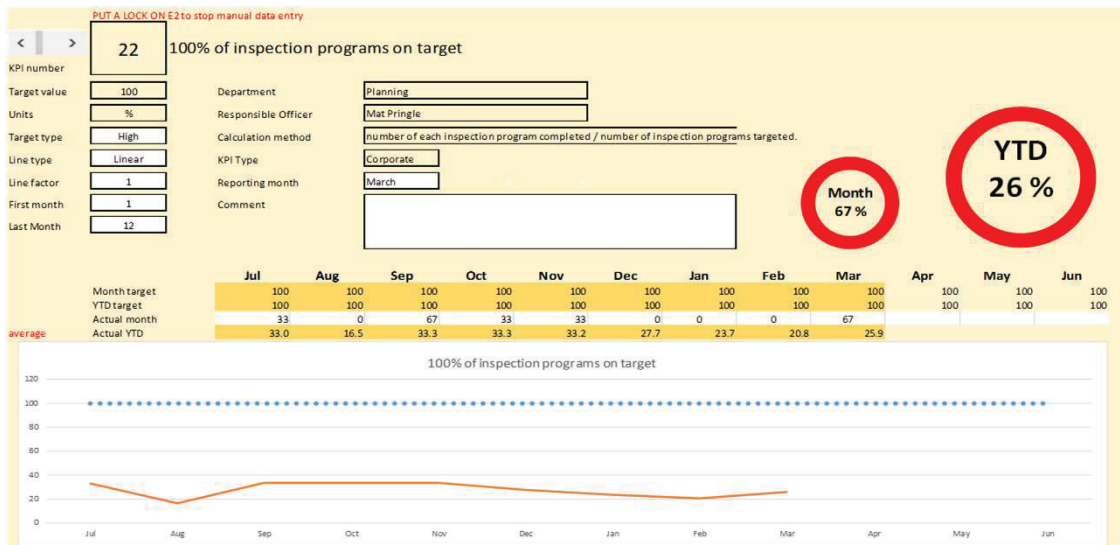 PUT A LOCK ON E2 to stop manual data entry
< >
22 100% of inspection programs on target
KPI number
Target value 100 Department Planning
Units % Responsible Officer Mat Pringle
Target type High Calculation method number of each inspection program completed / number of inspection programs targeted.
Line type Linear KPI Type Corporate
Line factor 1 Reporting month March
First month 1 Comment
Last Month 12
Month
67 %
YTD
26 %
Jul Aug Sep Oct Nov Dec Jan Feb Mar Apr May Jun
Month target 100 100 100 100 100 100 100 100 100 100 100 100
YTD target 100 100 100 100 100 100 100 100 100 100 100 100
Actual month 33 0 67 33 33 0 0 0 67
average Actual YTD 33.0 16.5 33.3 33.3 33.2 27.7 23.7 20.8 25.9
100% of inspection programs on target
120
100
80
60
40
20
0
Jul Aug Sep Oct Nov Dec Jan Feb Mar Apr May Jun